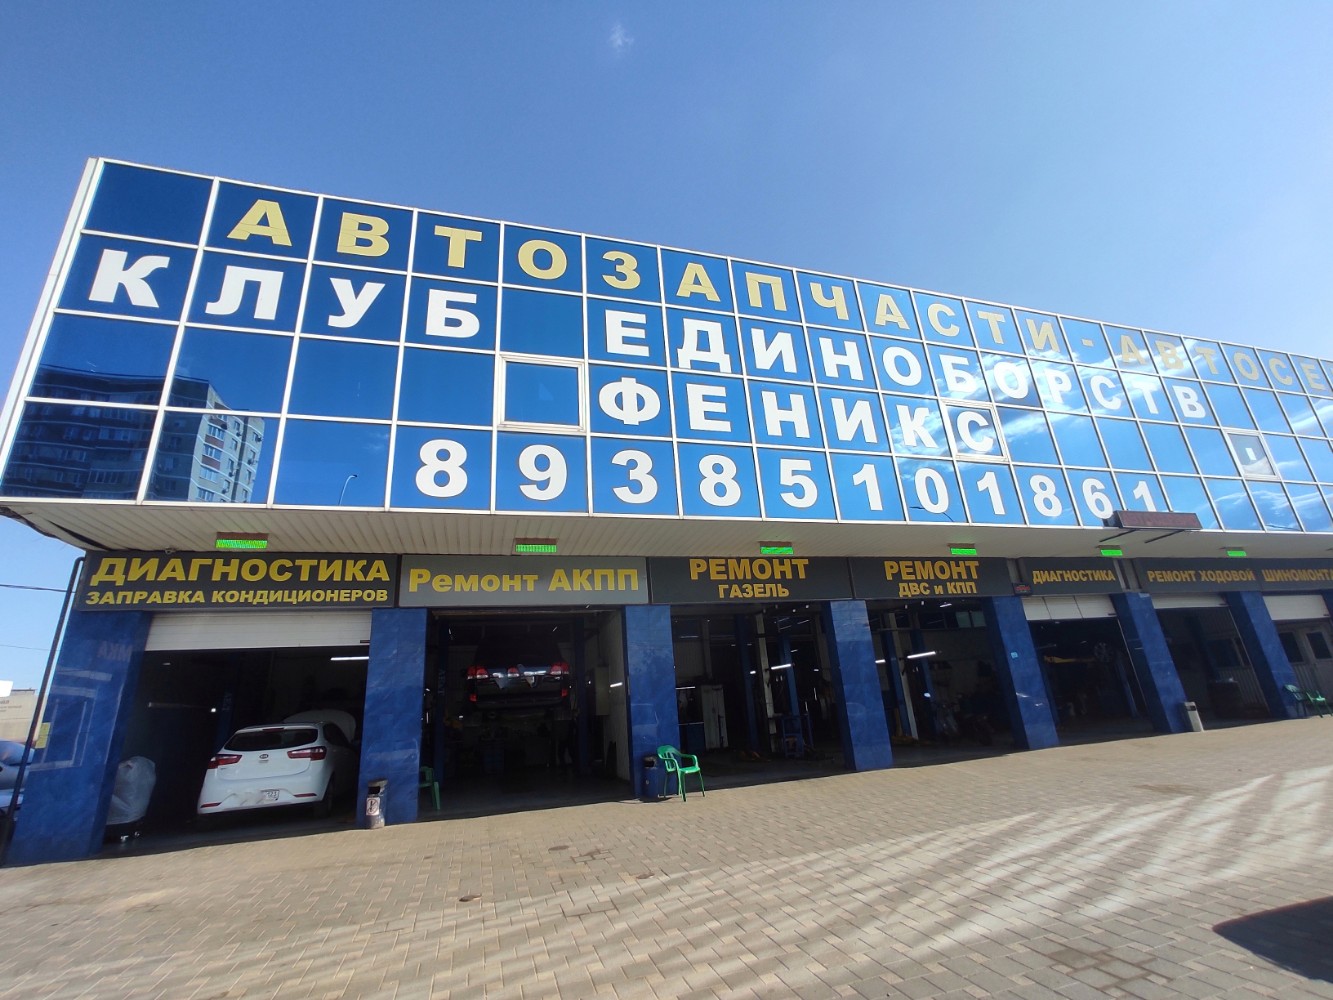 АВТОЗАПЧАСТИ-АВТОСЕ
КЛУБ ЕДИНОБОРСТВ
ФЕНИКС
89385101861
ДИАГНОСТИКА
ЗАПРАВКА КОНДИЦИОНЕРОВ
Ремонт АКПП
РЕМОНТ
ГАЗЕЛЬ
РЕМОНТ
ДВС и КПП
ДИАГНОСТИКА
РЕМОНТ ХОДОВОЙ
ШИНОМОНТА